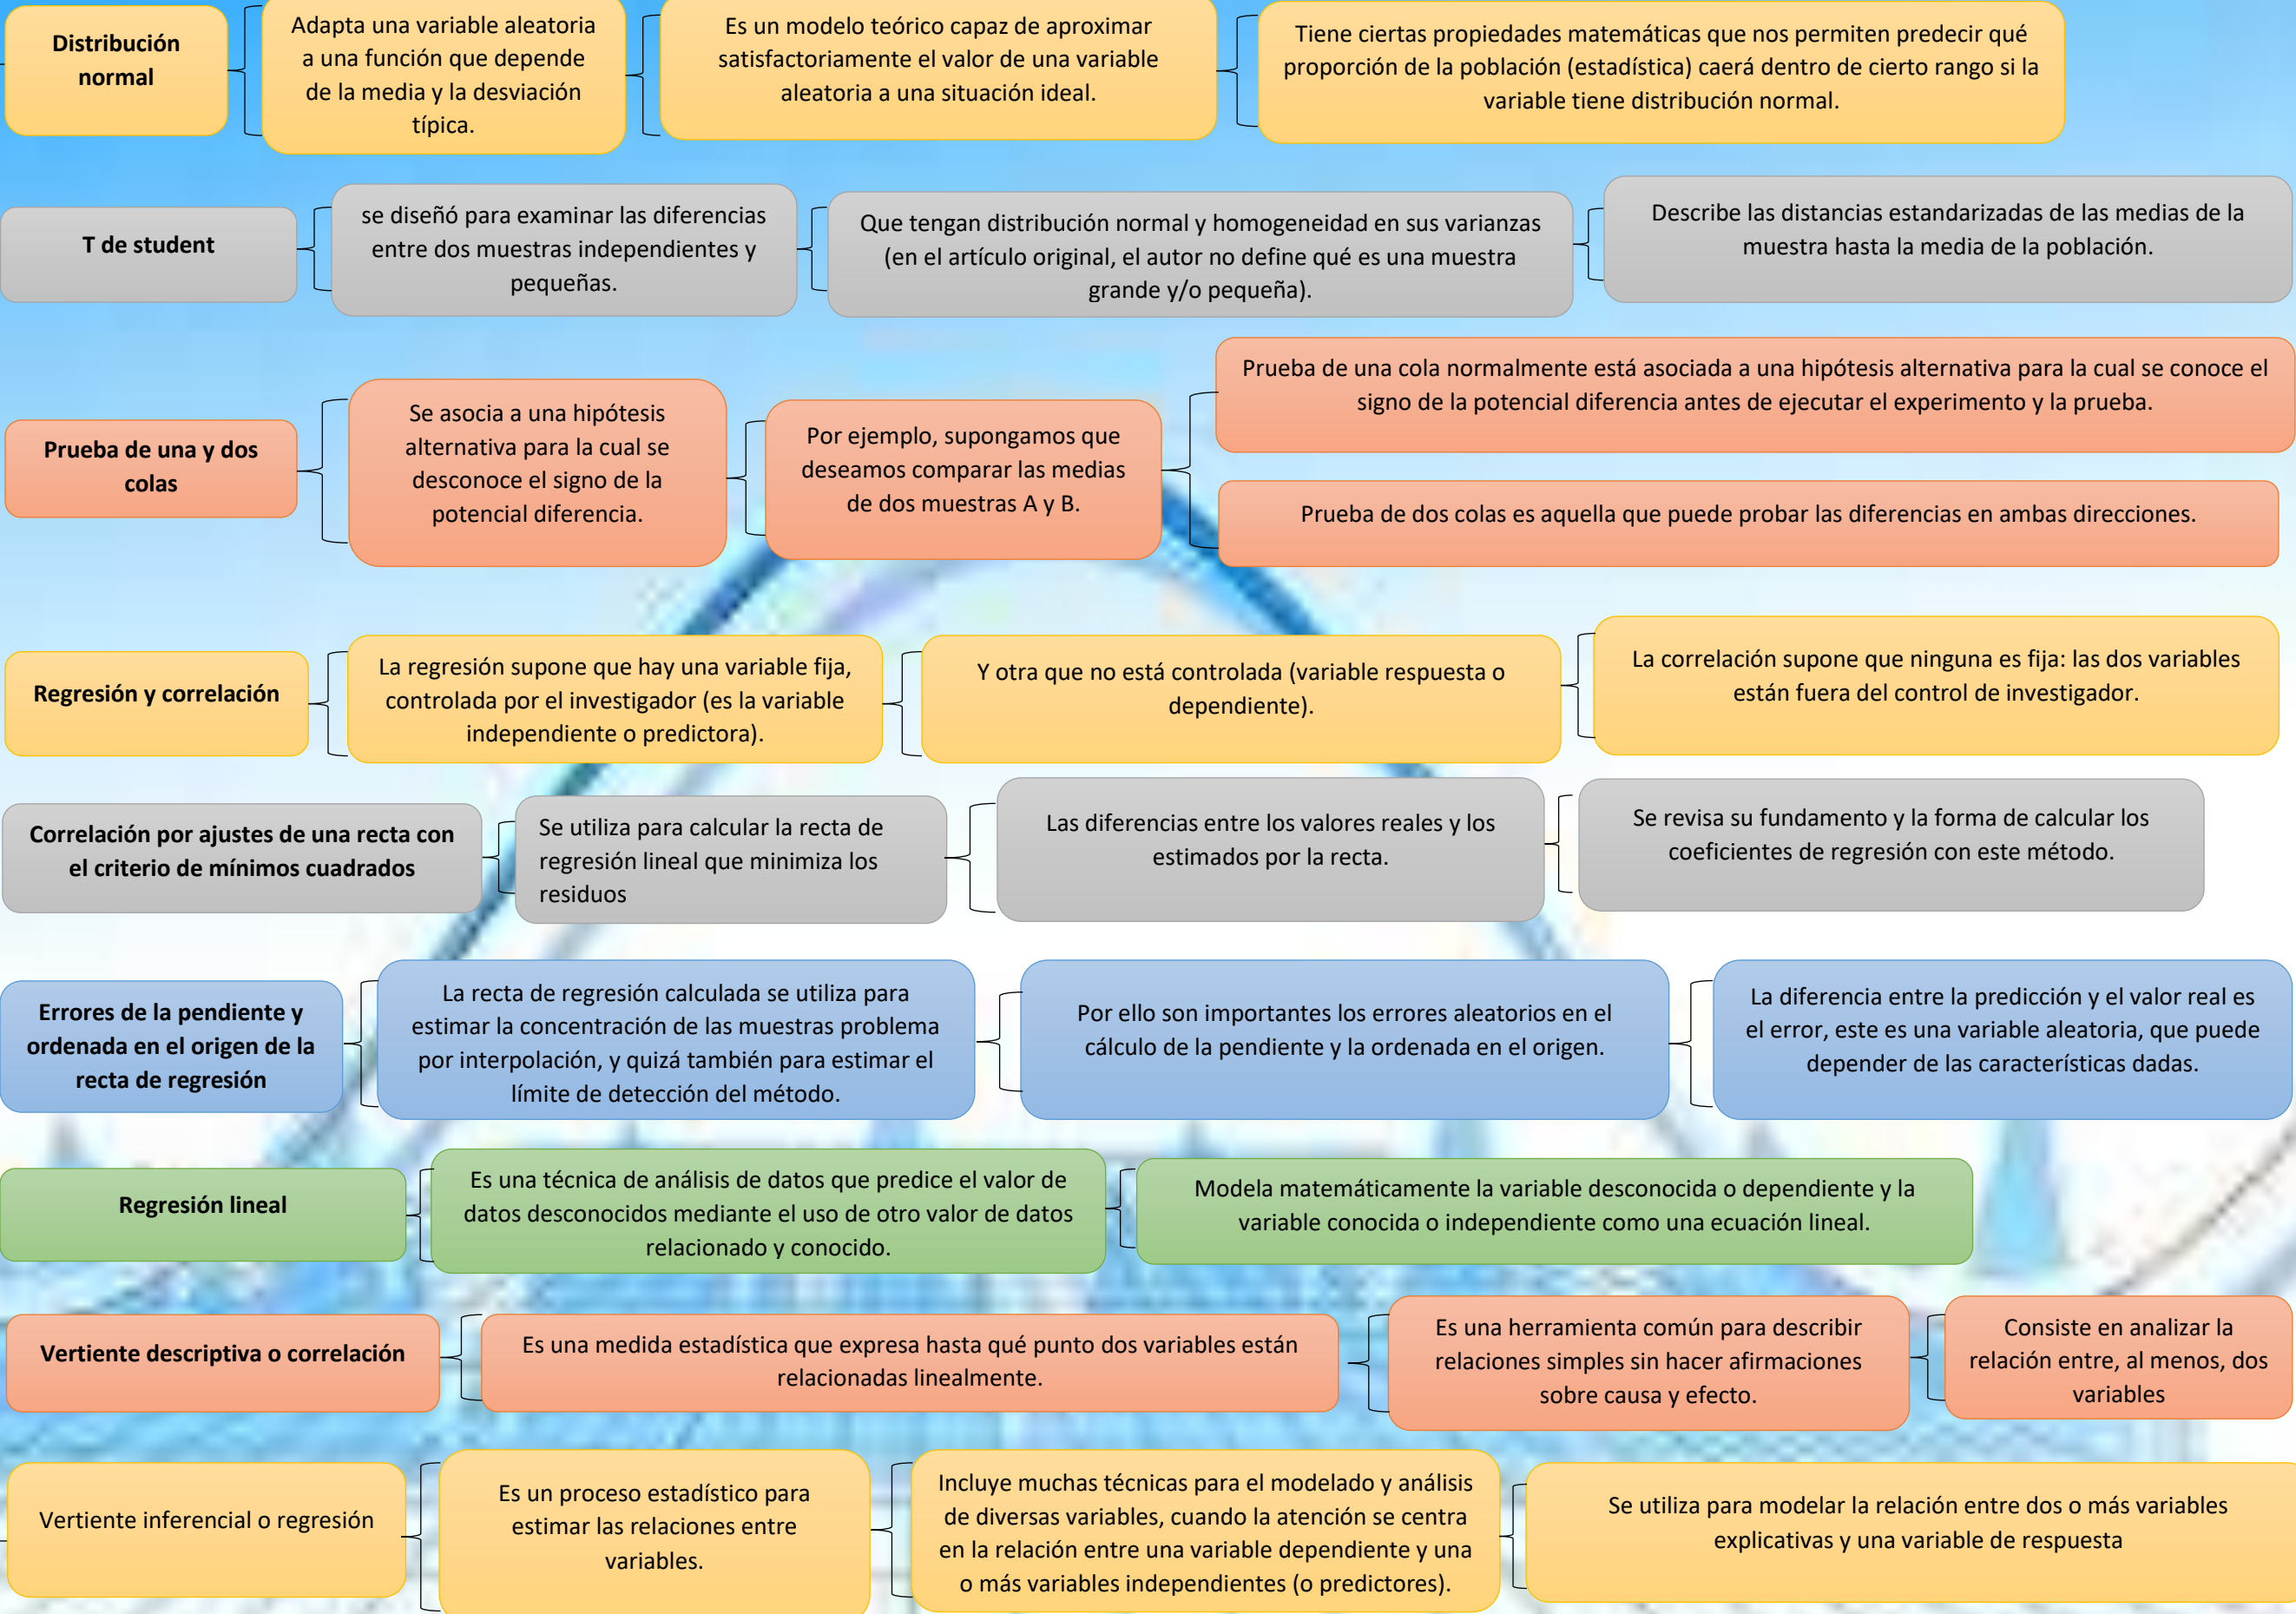 Distribución
normal
Adapta una variable aleatoria
a una función que depende
de la media y la desviación
típica.
Es un modelo teórico capaz de aproximar
satisfactoriamente el valor de una variable
aleatoria a una situación ideal.
Tiene ciertas propiedades matemáticas que nos permiten predecir qué
proporción de la población (estadística) caerá dentro de cierto rango si la
variable tiene distribución normal.
T de student
se diseñó para examinar las diferencias
entre dos muestras independientes y
pequeñas.
Que tengan distribución normal y homogeneidad en sus varianzas
(en el artículo original, el autor no define qué es una muestra
grande y/o pequeña).
Describe las distancias estandarizadas de las medias de la
muestra hasta la media de la población.
Prueba de una y dos
colas
Se asocia a una hipótesis
alternativa para la cual se
desconoce el signo de la
potencial diferencia.
Por ejemplo, supongamos que
deseamos comparar las medias
de dos muestras A y B.
Prueba de una cola normalmente está asociada a una hipótesis alternativa para la cual se conoce el
signo de la potencial diferencia antes de ejecutar el experimento y la prueba.
Prueba de dos colas es aquella que puede probar las diferencias en ambas direcciones.
Regresión y correlación
La regresión supone que hay una variable fija,
controlada por el investigador (es la variable
independiente o predictora).
Y otra que no está controlada (variable respuesta o
dependiente).
La correlación supone que ninguna es fija: las dos variables
están fuera del control de investigador.
Correlación por ajustes de una recta con
el criterio de mínimos cuadrados
Se utiliza para calcular la recta de
regresión lineal que minimiza los
residuos
Las diferencias entre los valores reales y los
estimados por la recta.
Se revisa su fundamento y la forma de calcular los
coeficientes de regresión con este método.
Errores de la pendiente y
ordenada en el origen de la
recta de regresión
La recta de regresión calculada se utiliza para
estimar la concentración de las muestras problema
por interpolación, y quizá también para estimar el
límite de detección del método.
Por ello son importantes los errores aleatorios en el
cálculo de la pendiente y la ordenada en el origen.
La diferencia entre la predicción y el valor real es
el error, este es una variable aleatoria, que puede
depender de las características dadas.
Regresión lineal
Es una técnica de análisis de datos que predice el valor de
datos desconocidos mediante el uso de otro valor de datos
relacionado y conocido.
Modela matemáticamente la variable desconocida o dependiente y la
variable conocida o independiente como una ecuación lineal.
Vertiente descriptiva o correlación
Es una medida estadística que expresa hasta qué punto dos variables están
relacionadas linealmente.
Es una herramienta común para describir
relaciones simples sin hacer afirmaciones
sobre causa y efecto.
Consiste en analizar la
relación entre, al menos, dos
variables
Vertiente inferencial o regresión
Es un proceso estadístico para
estimar las relaciones entre
variables.
Incluye muchas técnicas para el modelado y análisis
de diversas variables, cuando la atención se centra
en la relación entre una variable dependiente y una
o más variables independientes (o predictores).
Se utiliza para modelar la relación entre dos o más variables
explicativas y una variable de respuesta